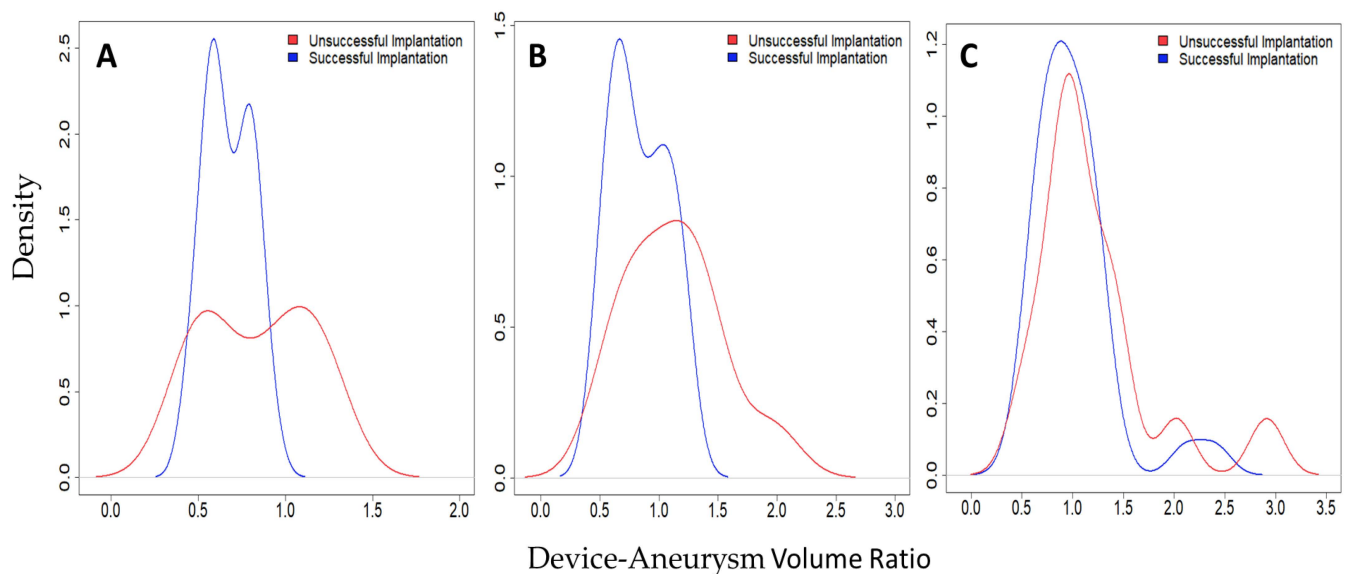 A
Unsuccessful Implantation
Successful Implantation
B
Unsuccessful Implantation
Successful Implantation
C
Unsuccessful Implantation
Successful Implantation
Density
0.0 0.5 1.0 1.5 2.0 2.5
0.0 0.5 1.0 1.5
0.0 0.2 0.4 0.6 0.8 1.0 1.2
0.0 0.5 1.0 1.5 2.0
0.0 0.5 1.0 1.5 2.0 2.5 3.0
0.0 0.5 1.0 1.5 2.0 2.5 3.0 3.5
Device-Aneurysm Volume Ratio